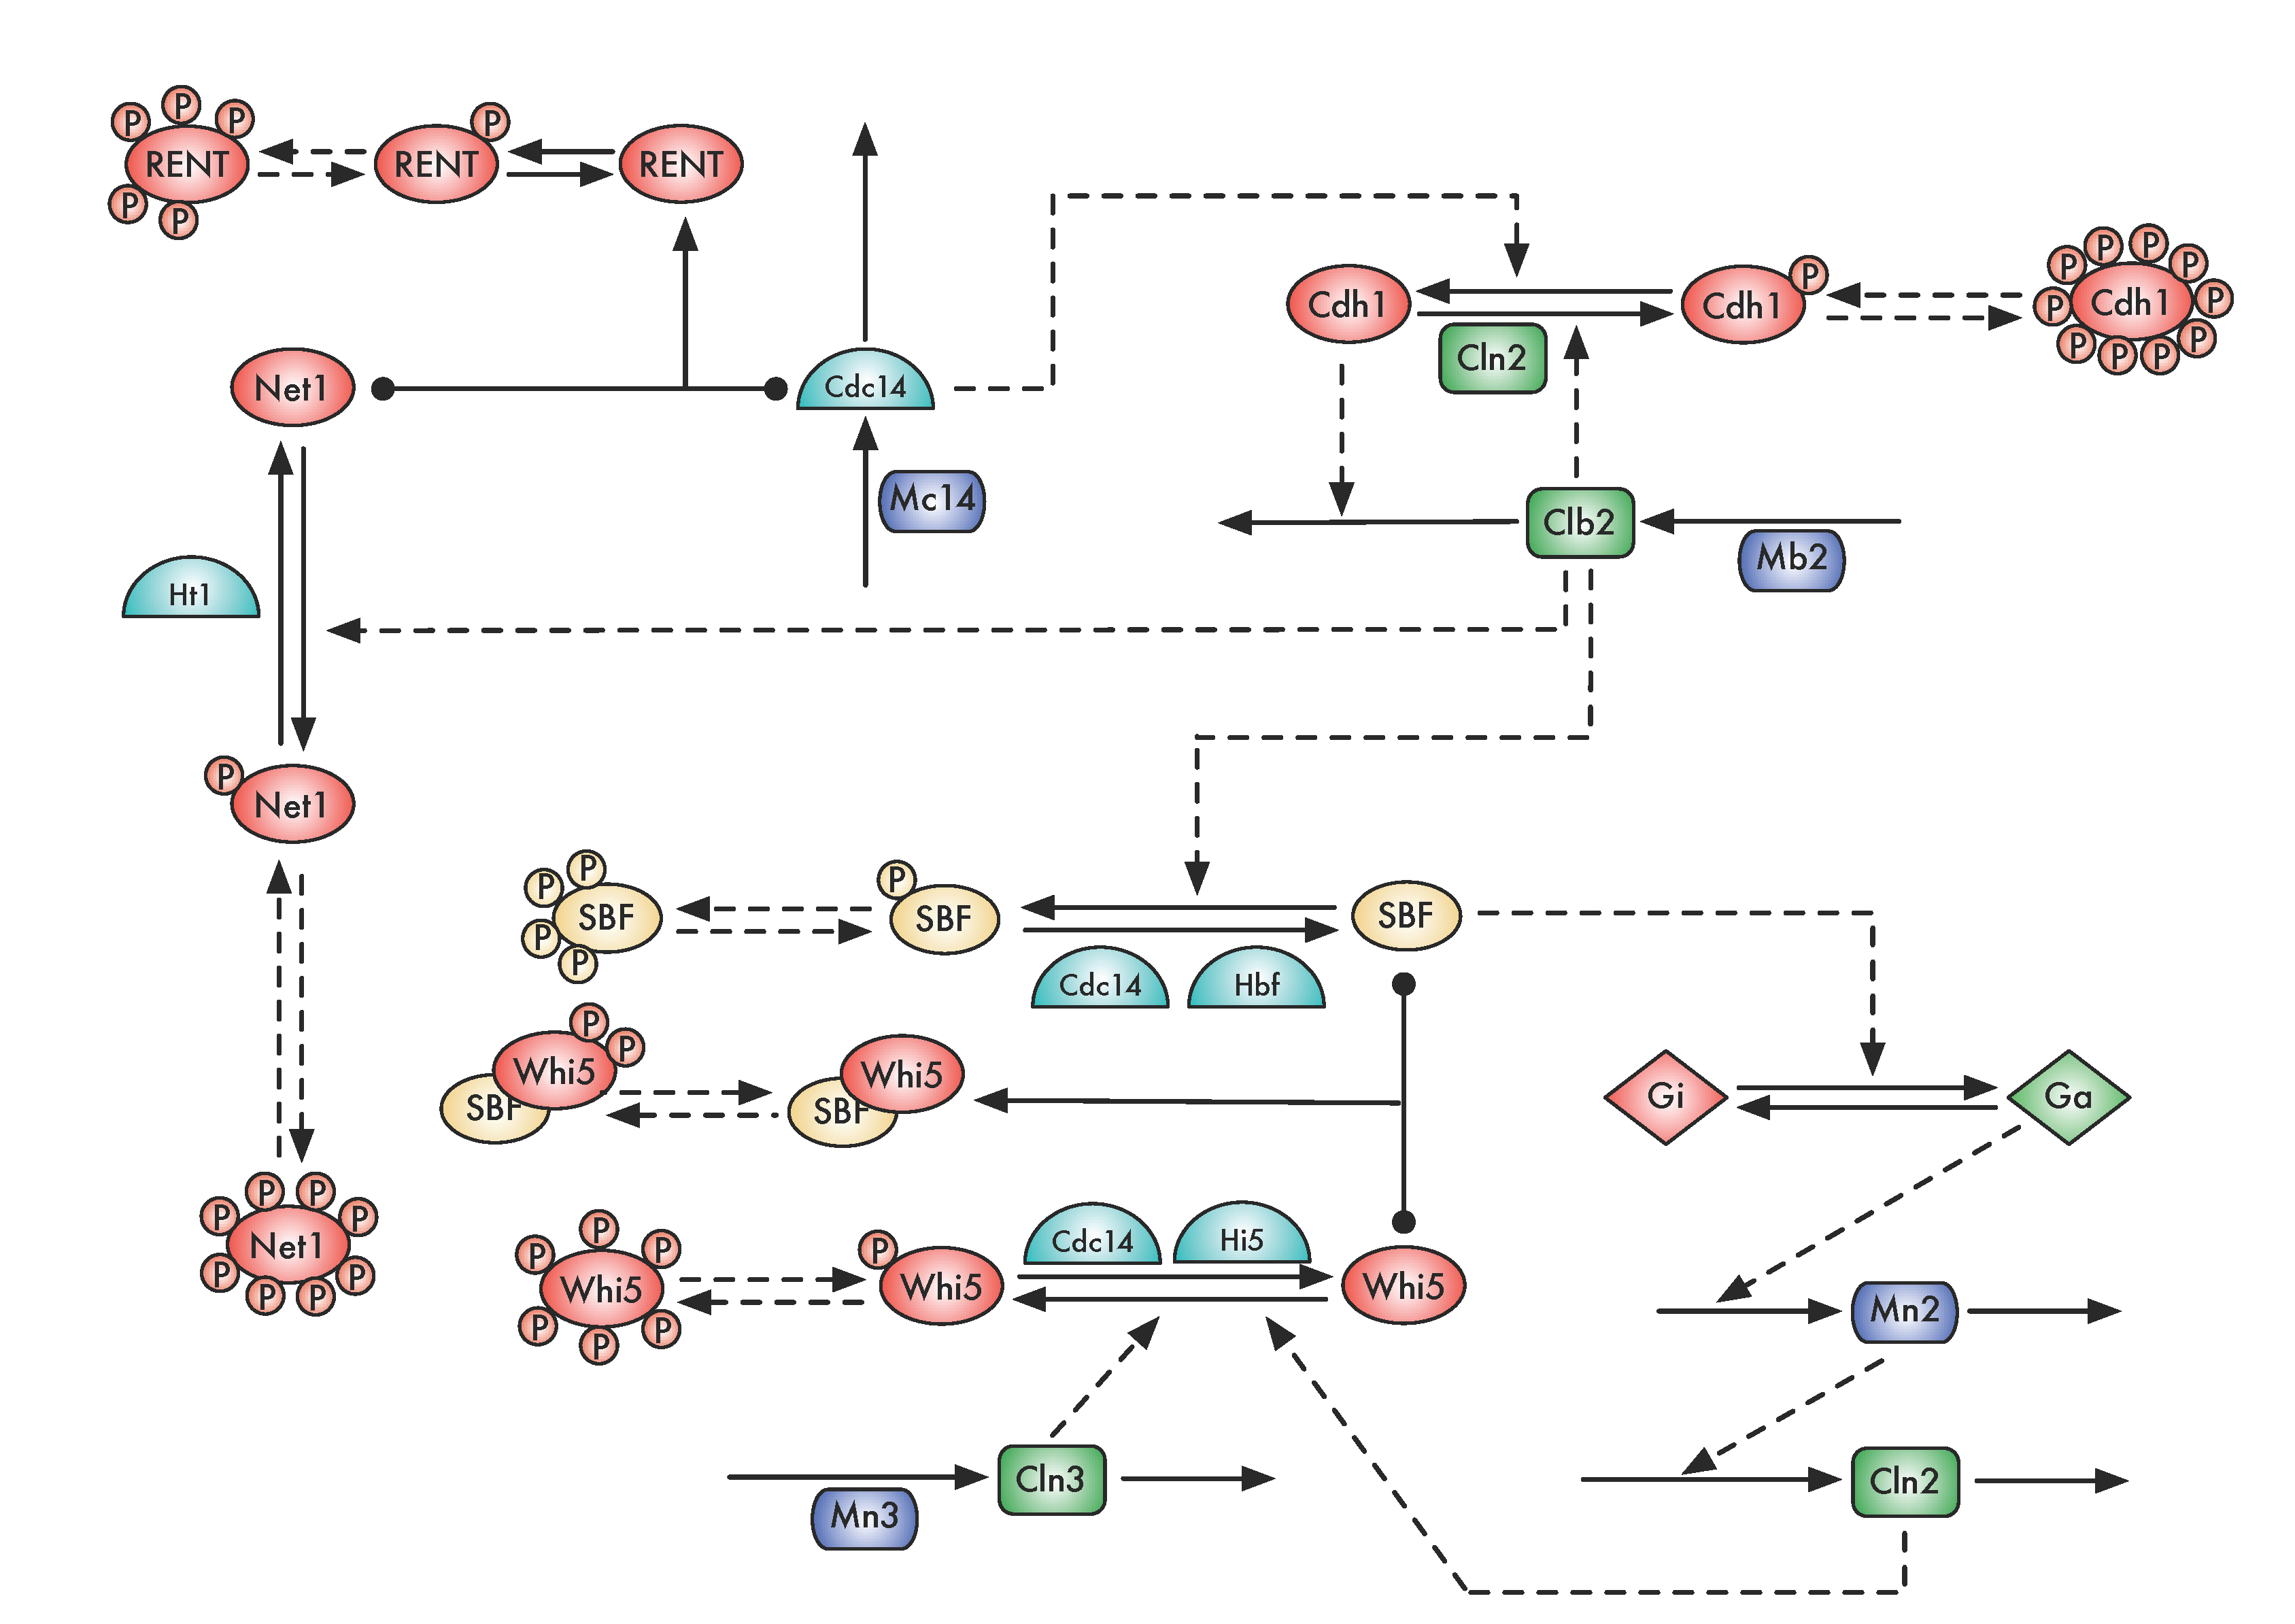 P
P
P
P
P
P
RENT
RENT
RENT
P
P
P
P
P
P
Cdh1
Cdh1
Cdh1
P
P
P
P
P
P
P
Cln2
Net1
Cdc14
Mc14
Clb2
Mb2
Ht1
P
Net1
P
P
P
P
SBF
SBF
SBF
P
P
Cdc14
Hbf
P
P
Whi5
Whi5
SBF
SBF
Gi
Ga
P
P
P
P
Net1
P
P
P
P
P
P
P
P
Cdc14
Hi5
Whi5
Whi5
Whi5
P
P
P
Mn2
Cln3
Cln2
Mn3